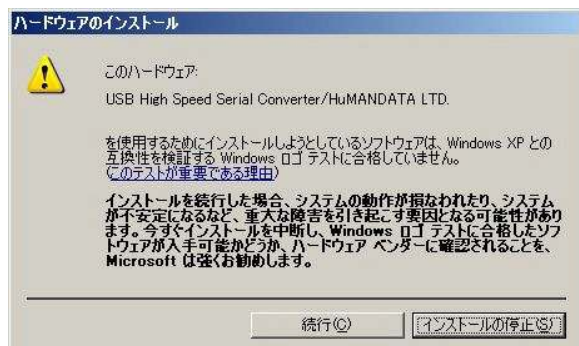 ハードウェアのインストール
このハードウェア:
USB High Speed Serial Converter/HuMANDATA LTD.
を使用するためにインストールしようとしているソフトウェアは、Windows XP との
互換性を検証する Windows ロゴ テストに合格していません。
(このテストが重要である理由)
インストールを続行した場合、システムの動作が損なわれたり、システム
が不安定になるなど、重大な障害を引き起こす要因となる可能性があり
ます。今すぐインストールを中断し、Windows ロゴ テストに合格したソフ
トウェアが入手可能かどうか、ハードウェア ベンダーに確認されることを、
Microsoft は強くお勧めします。
続行(C)
インストールの停止(S)